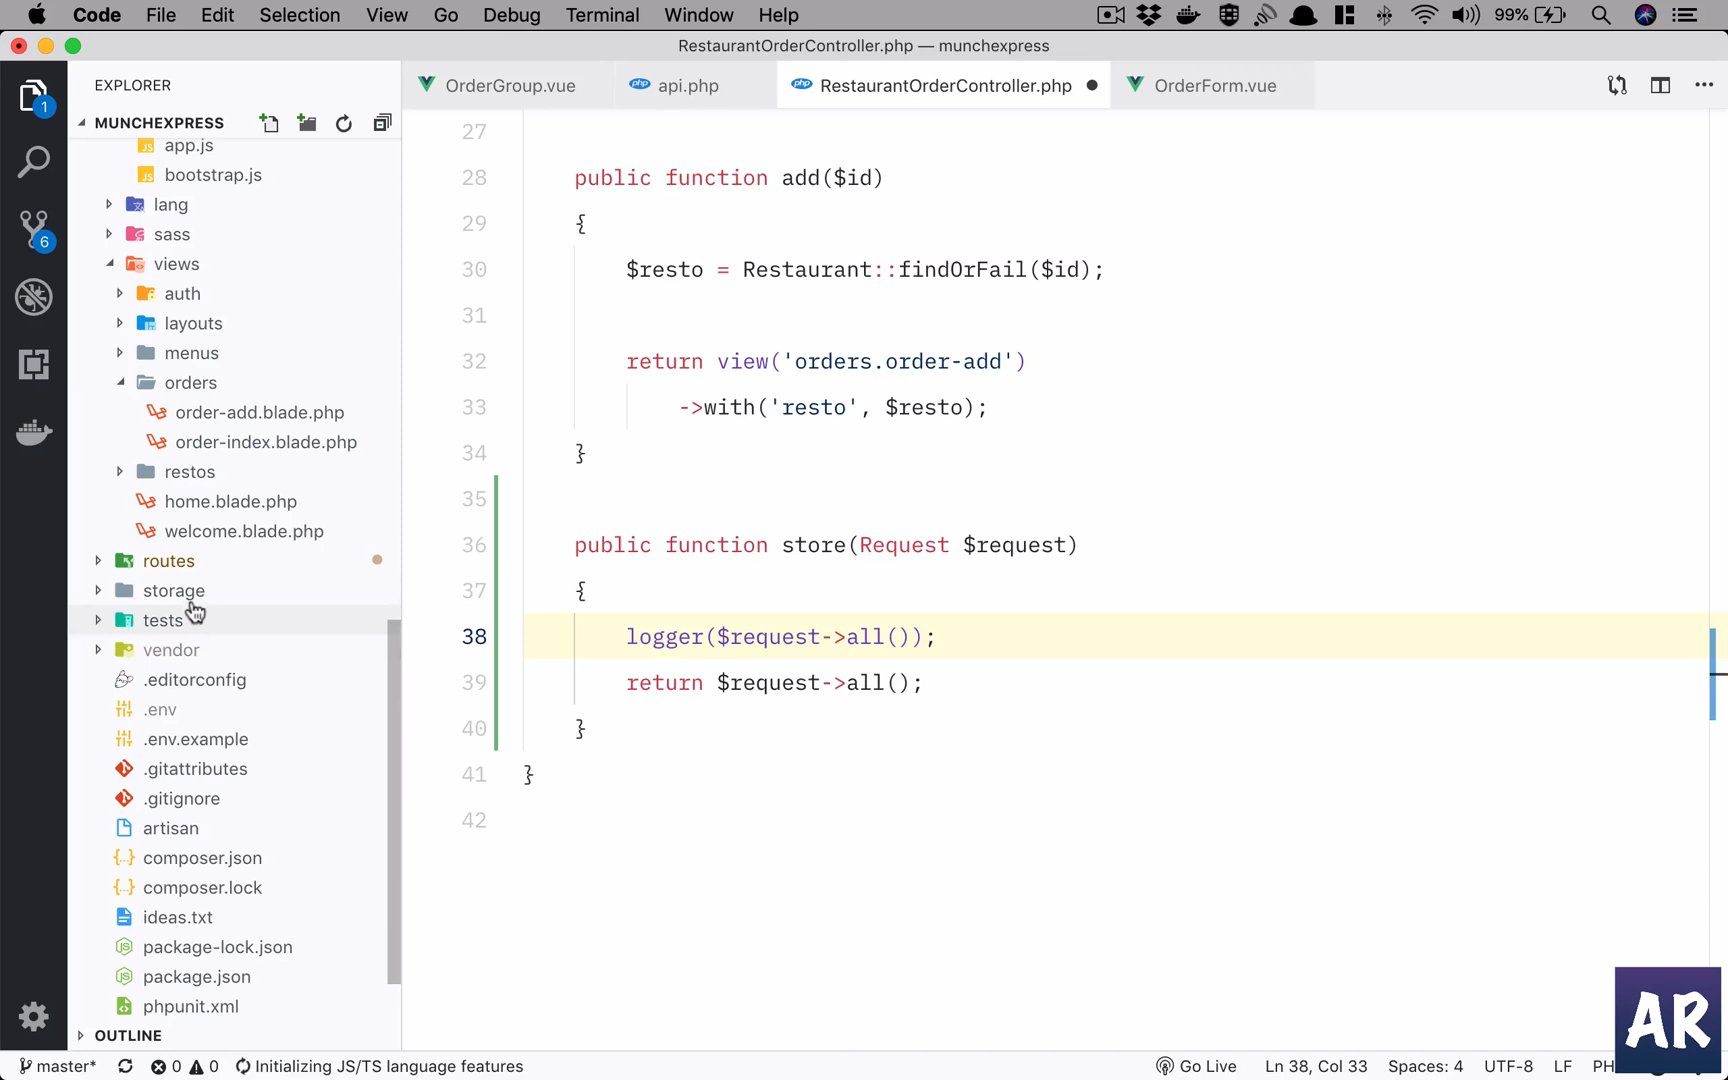 Code File Edit Selection View Go Debug Terminal Window Help 99%
RestaurantOrderController.php — munchexpress
EXPLORER
OrderGroup.vue api.php RestaurantOrderController.php OrderForm.vue
MUNCHEXPRESS
app.js
bootstrap.js
lang
sass
views
auth
layouts
menus
orders
order-add.blade.php
order-index.blade.php
restos
home.blade.php
welcome.blade.php
routes
storage
tests
vendor
.editorconfig
.env
.env.example
.gitattributes
.gitignore
artisan
composer.json
composer.lock
ideas.txt
package-lock.json
package.json
phpunit.xml
OUTLINE
1
6
27
28 public function add($id)
29 {
30 $resto = Restaurant::findOrFail($id);
31
32 return view('orders.order-add')
33 ->with('resto', $resto);
34 }
35
36 public function store(Request $request)
37 {
38 logger($request->all());
39 return $request->all();
40 }
41 }
42
AR
master* 0 0 Initializing JS/TS language features Go Live Ln 38, Col 33 Spaces: 4 UTF-8 LF PH